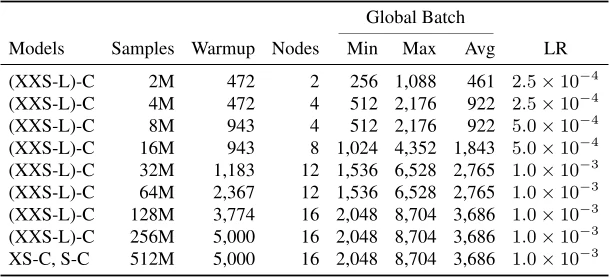 Global Batch
Models Samples Warmup Nodes Min Max Avg LR
(XXS-L)-C 2M 472 2 256 1,088 461 2.5 × 10⁻⁴
(XXS-L)-C 4M 472 4 512 2,176 922 2.5 × 10⁻⁴
(XXS-L)-C 8M 943 4 512 2,176 922 5.0 × 10⁻⁴
(XXS-L)-C 16M 943 8 1,024 4,352 1,843 5.0 × 10⁻⁴
(XXS-L)-C 32M 1,183 12 1,536 6,528 2,765 1.0 × 10⁻³
(XXS-L)-C 64M 2,367 12 1,536 6,528 2,765 1.0 × 10⁻³
(XXS-L)-C 128M 3,774 16 2,048 8,704 3,686 1.0 × 10⁻³
(XXS-L)-C 256M 5,000 16 2,048 8,704 3,686 1.0 × 10⁻³
XS-C, S-C 512M 5,000 16 2,048 8,704 3,686 1.0 × 10⁻³